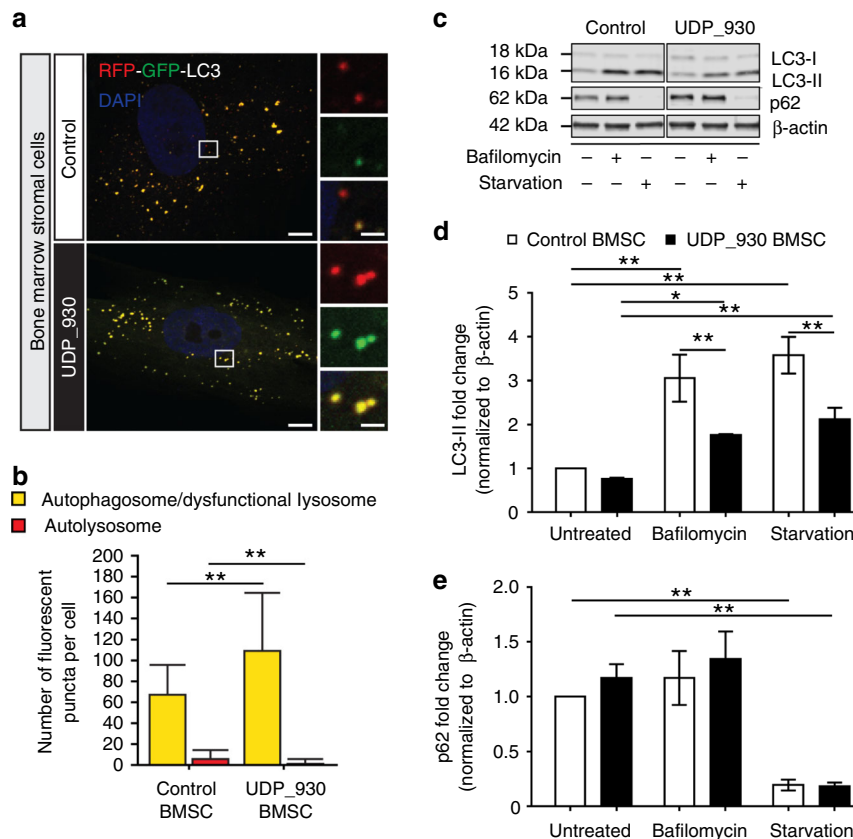 a
Bone marrow stromal cells
Control
UDP_930
RFP-GFP-LC3
DAPI
b
Autophagosome/dysfunctional lysosome
Autolysosome
Number of fluorescent
puncta per cell
200
180
160
140
120
100
80
60
40
20
0
** **
Control
BMSC
UDP_930
BMSC
c
Control UDP_930
18 kDa LC3-I
16 kDa LC3-II
62 kDa p62
42 kDa β-actin
Bafilomycin – + – – + –
Starvation – – + – – +
d
Control BMSC UDP_930 BMSC
LC3-II fold change
(normalized to β-actin)
5
4
3
2
1
0
**
**
*
**
** **
Untreated Bafilomycin Starvation
e
p62 fold change
(normalized to β-actin)
2.0
1.5
1.0
0.5
0
**
**
Untreated Bafilomycin Starvation